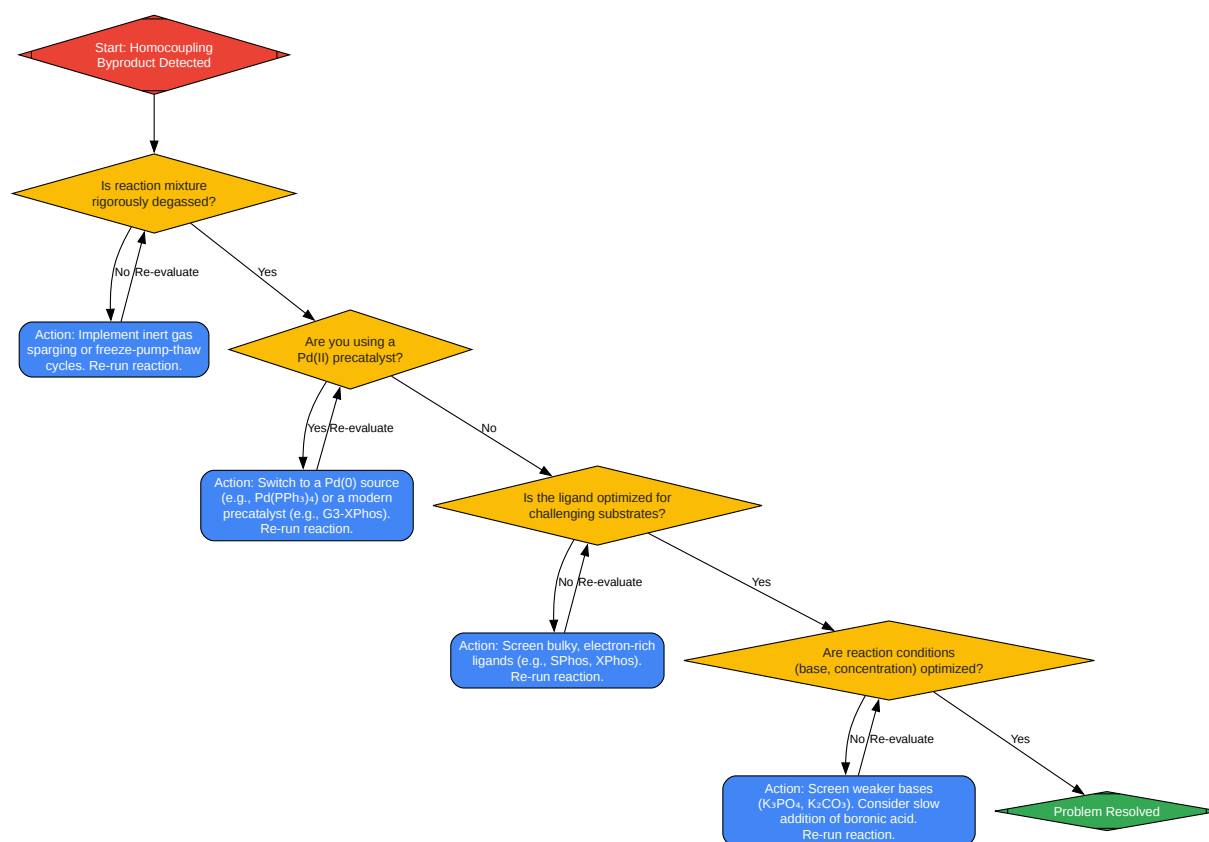 Start: Homocoupling
Byproduct Detected
Is reaction mixture
rigorously degassed?
No
Re-evaluate
Yes
Action: Implement inert gas
sparging or freeze-pump-thaw
cycles. Re-run reaction.
Are you using a
Pd(II) precatalyst?
Yes
Re-evaluate
No
Action: Switch to a Pd(0) source
(e.g., Pd(PPh₃)₄) or a modern
precatalyst (e.g., G3-XPhos).
Re-run reaction.
Is the ligand optimized for
challenging substrates?
No
Re-evaluate
Yes
Action: Screen bulky, electron-rich
ligands (e.g., SPhos, XPhos).
Re-run reaction.
Are reaction conditions
(base, concentration) optimized?
No
Re-evaluate
Yes
Action: Screen weaker bases
(K₃PO₄, K₂CO₃). Consider slow
addition of boronic acid.
Re-run reaction.
Problem Resolved